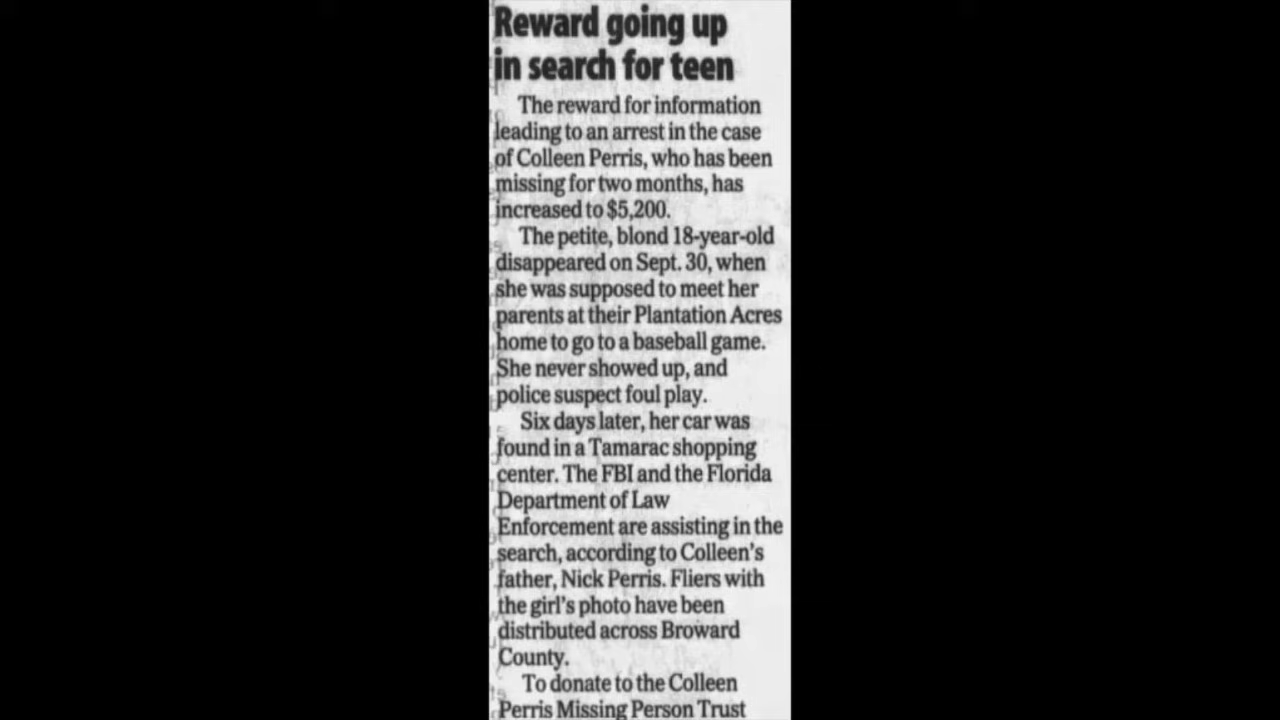 Reward going up
in search for teen
The reward for information
leading to an arrest in the case
of Colleen Perris, who has been
missing for two months, has
increased to $5,200.
The petite, blond 18-year-old
disappeared on Sept. 30, when
she was supposed to meet her
parents at their Plantation Acres
home to go to a baseball game.
She never showed up, and
police suspect foul play.
Six days later, her car was
found in a Tamarac shopping
center. The FBI and the Florida
Department of Law
Enforcement are assisting in the
search, according to Colleen's
father, Nick Perris. Fliers with
the girl's photo have been
distributed across Broward
County.
To donate to the Colleen
Perris Missing Person Trust